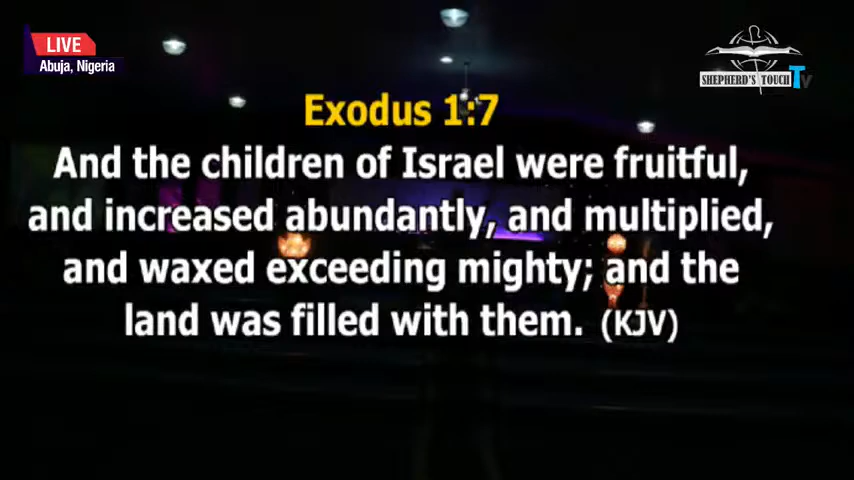 LIVE
Abuja, Nigeria
SHEPHERD'S TOUCH TV
Exodus 1:7
And the children of Israel were fruitful,
and increased abundantly, and multiplied,
and waxed exceeding mighty; and the
land was filled with them. (KJV)